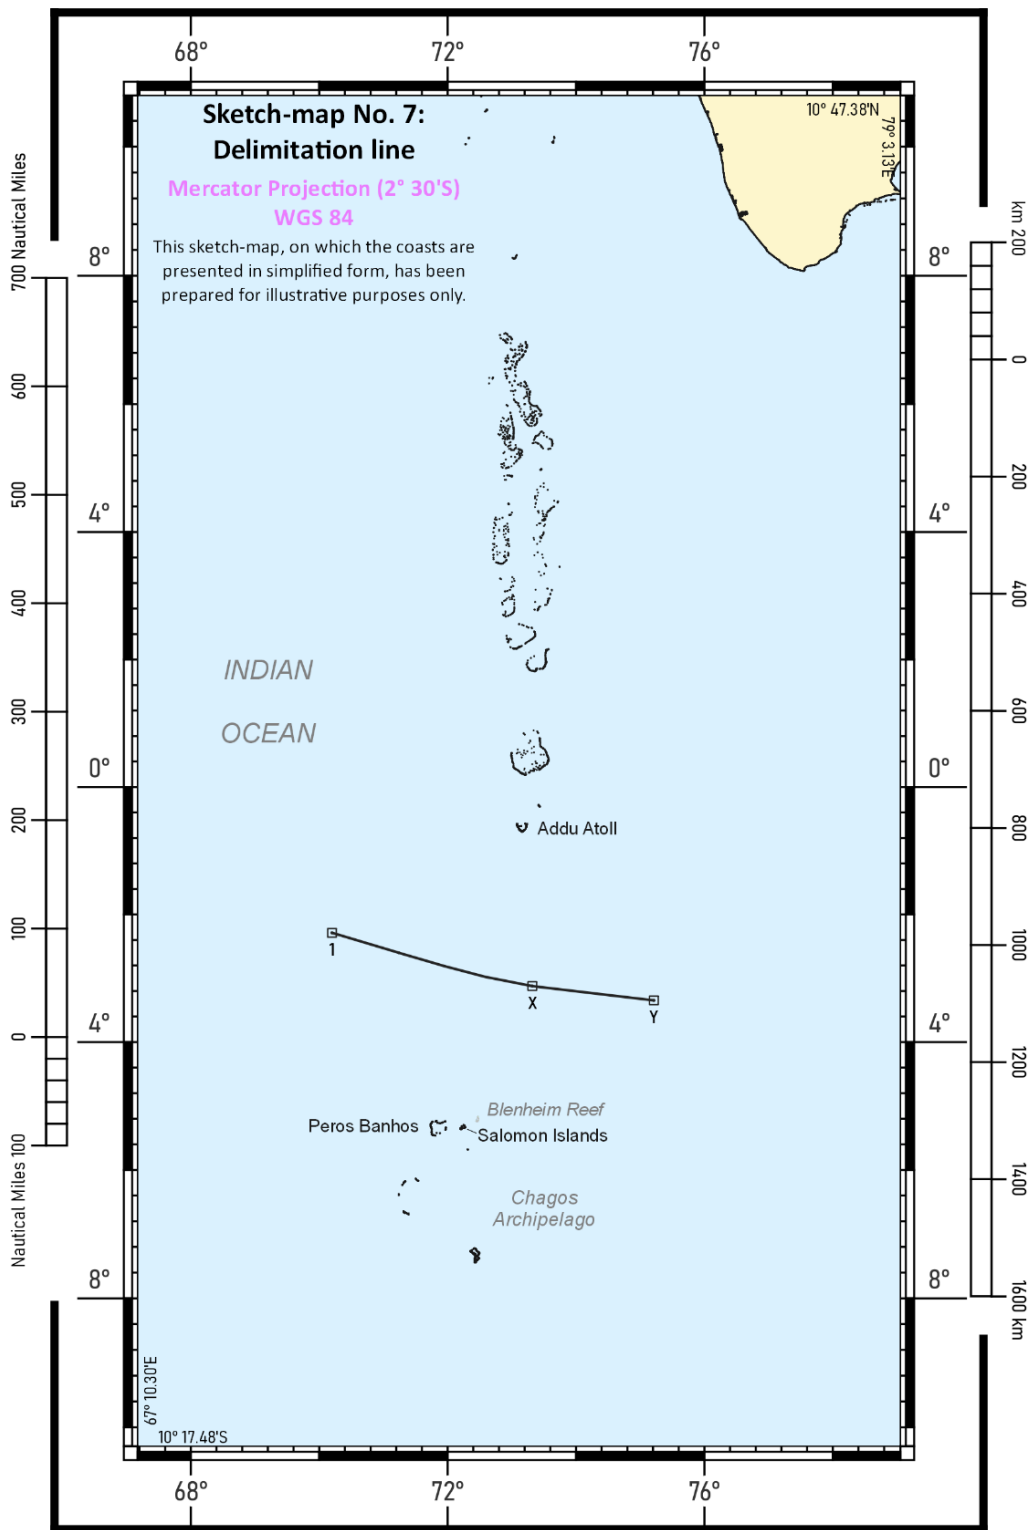 68° 72° 76°
Sketch-map No. 7:
Delimitation line
Mercator Projection (2° 30'S)
WGS 84
This sketch-map, on which the coasts are
presented in simplified form, has been
prepared for illustrative purposes only.
10° 47.38'N
79° 3.13'E
700 Nautical Miles
600
500
400
300
200
100
0
Nautical Miles 100
km 200
0
200
400
600
800
1000
1200
1400
1600 km
8° 8°
4° 4°
INDIAN
OCEAN
0° 0°
Addu Atoll
1
X
Y
4° 4°
Blenheim Reef
Peros Banhos
Salomon Islands
Chagos
Archipelago
8° 8°
67° 10.30'E
10° 17.48'S
68° 72° 76°